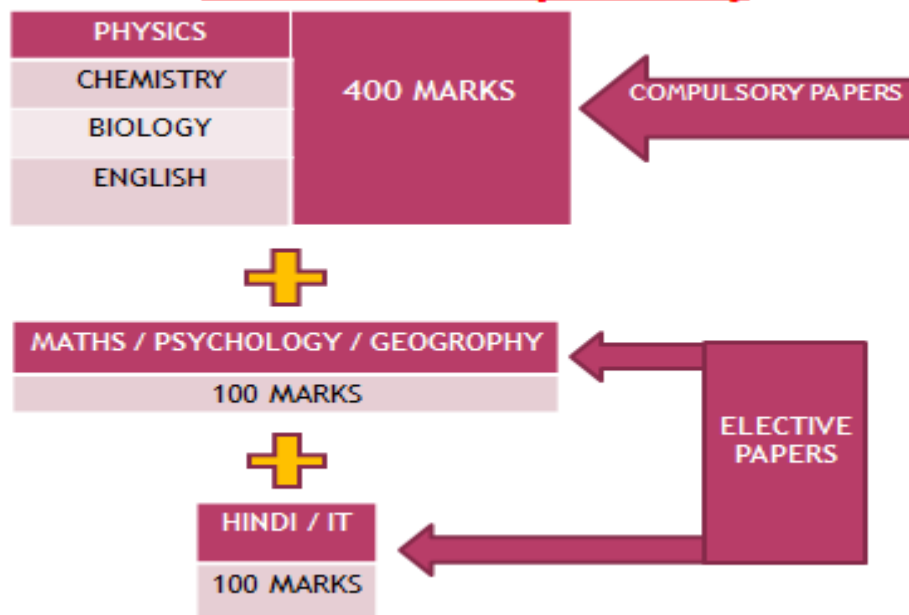 PHYSICS
CHEMISTRY
BIOLOGY
ENGLISH
400 MARKS
COMPULSORY PAPERS
MATHS / PSYCHOLOGY / GEOGROPHY
100 MARKS
ELECTIVE
PAPERS
HINDI / IT
100 MARKS